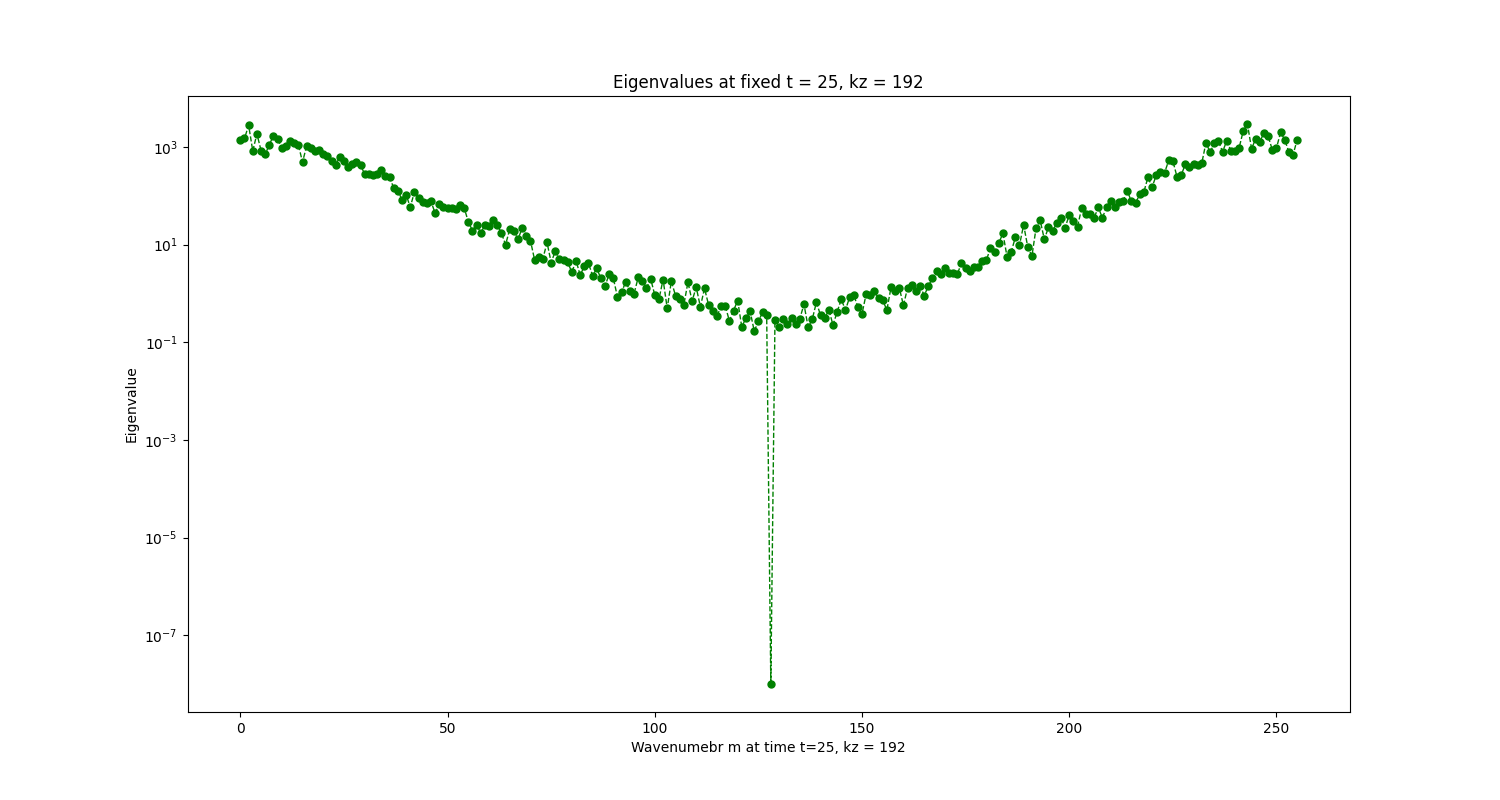 Eigenvalues at fixed t = 25, kz = 192
10³
10¹
10⁻¹
10⁻³
10⁻⁵
10⁻⁷
Eigenvalue
0 50 100 150 200 250
Wavenumebr m at time t=25, kz = 192